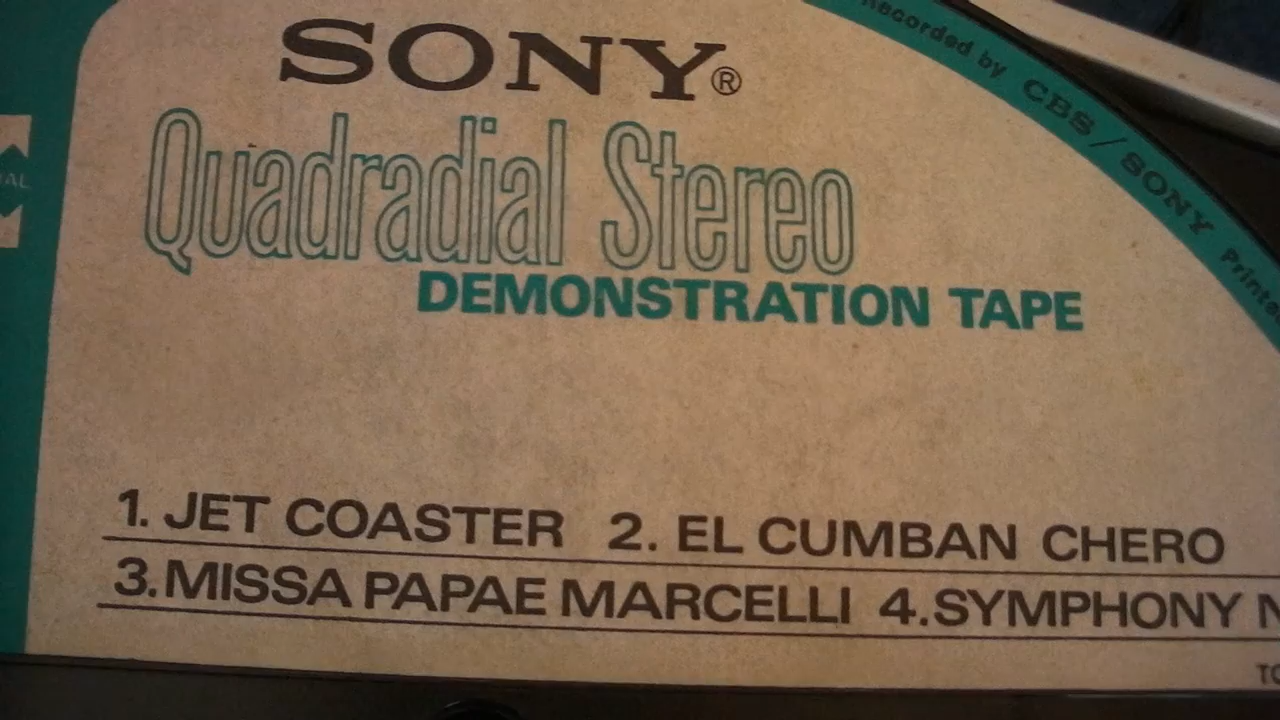 SONY®
Quadradial Stereo
DEMONSTRATION TAPE
Recorded by CBS / SONY
1. JET COASTER 2. EL CUMBAN CHERO
3. MISSA PAPAE MARCELLI 4. SYMPHONY